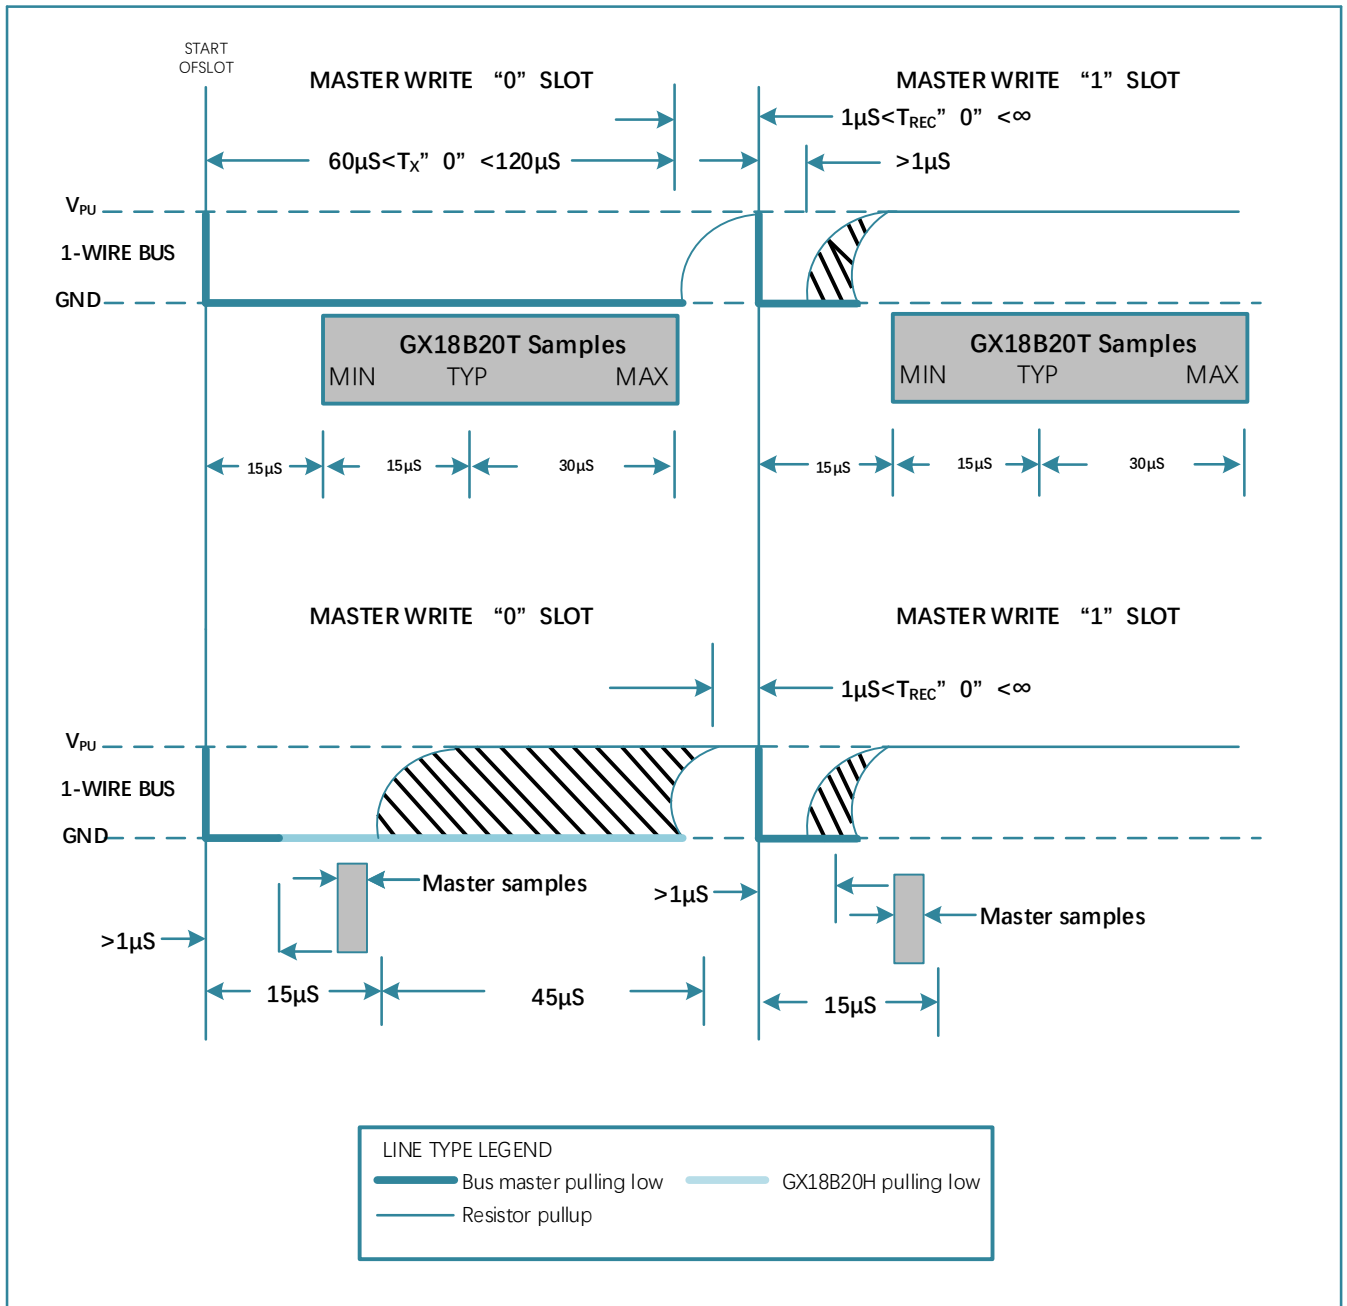 START
OFSLOT
MASTER WRITE “0” SLOT
MASTER WRITE “1” SLOT
1μS<TREC” 0” <∞
60μS<TX” 0” <120μS
>1μS
VPU
1-WIRE BUS
GND
GX18B20T Samples
MIN TYP MAX
GX18B20T Samples
MIN TYP MAX
15μS 15μS 30μS
15μS 15μS 30μS
MASTER WRITE “0” SLOT
MASTER WRITE “1” SLOT
1μS<TREC” 0” <∞
VPU
1-WIRE BUS
GND
Master samples
>1μS
Master samples
>1μS
15μS
45μS
15μS
LINE TYPE LEGEND
Bus master pulling low
GX18B20H pulling low
Resistor pullup